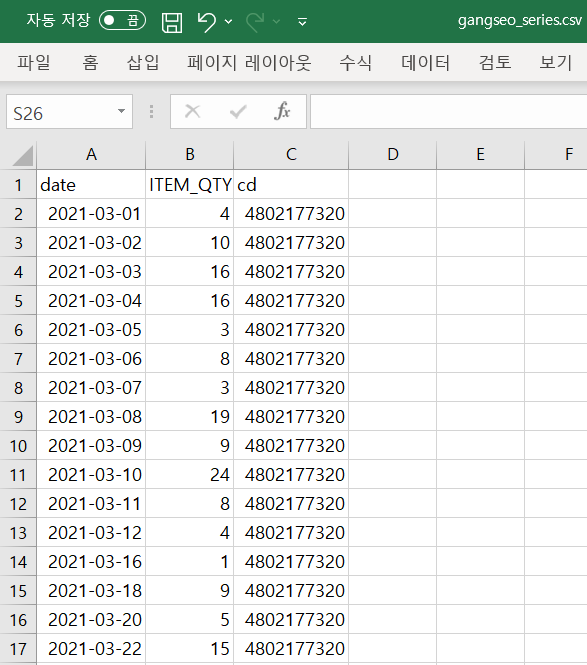 자동 저장 끔 gangseo_series.csv
파일 홈 삽입 페이지 레이아웃 수식 데이터 검토 보기
S26 fx
A B C D E F
1 date ITEM_QTY cd
2 2021-03-01 4 4802177320
3 2021-03-02 10 4802177320
4 2021-03-03 16 4802177320
5 2021-03-04 16 4802177320
6 2021-03-05 3 4802177320
7 2021-03-06 8 4802177320
8 2021-03-07 3 4802177320
9 2021-03-08 19 4802177320
10 2021-03-09 9 4802177320
11 2021-03-10 24 4802177320
12 2021-03-11 8 4802177320
13 2021-03-12 4 4802177320
14 2021-03-16 1 4802177320
15 2021-03-18 9 4802177320
16 2021-03-20 5 4802177320
17 2021-03-22 15 4802177320